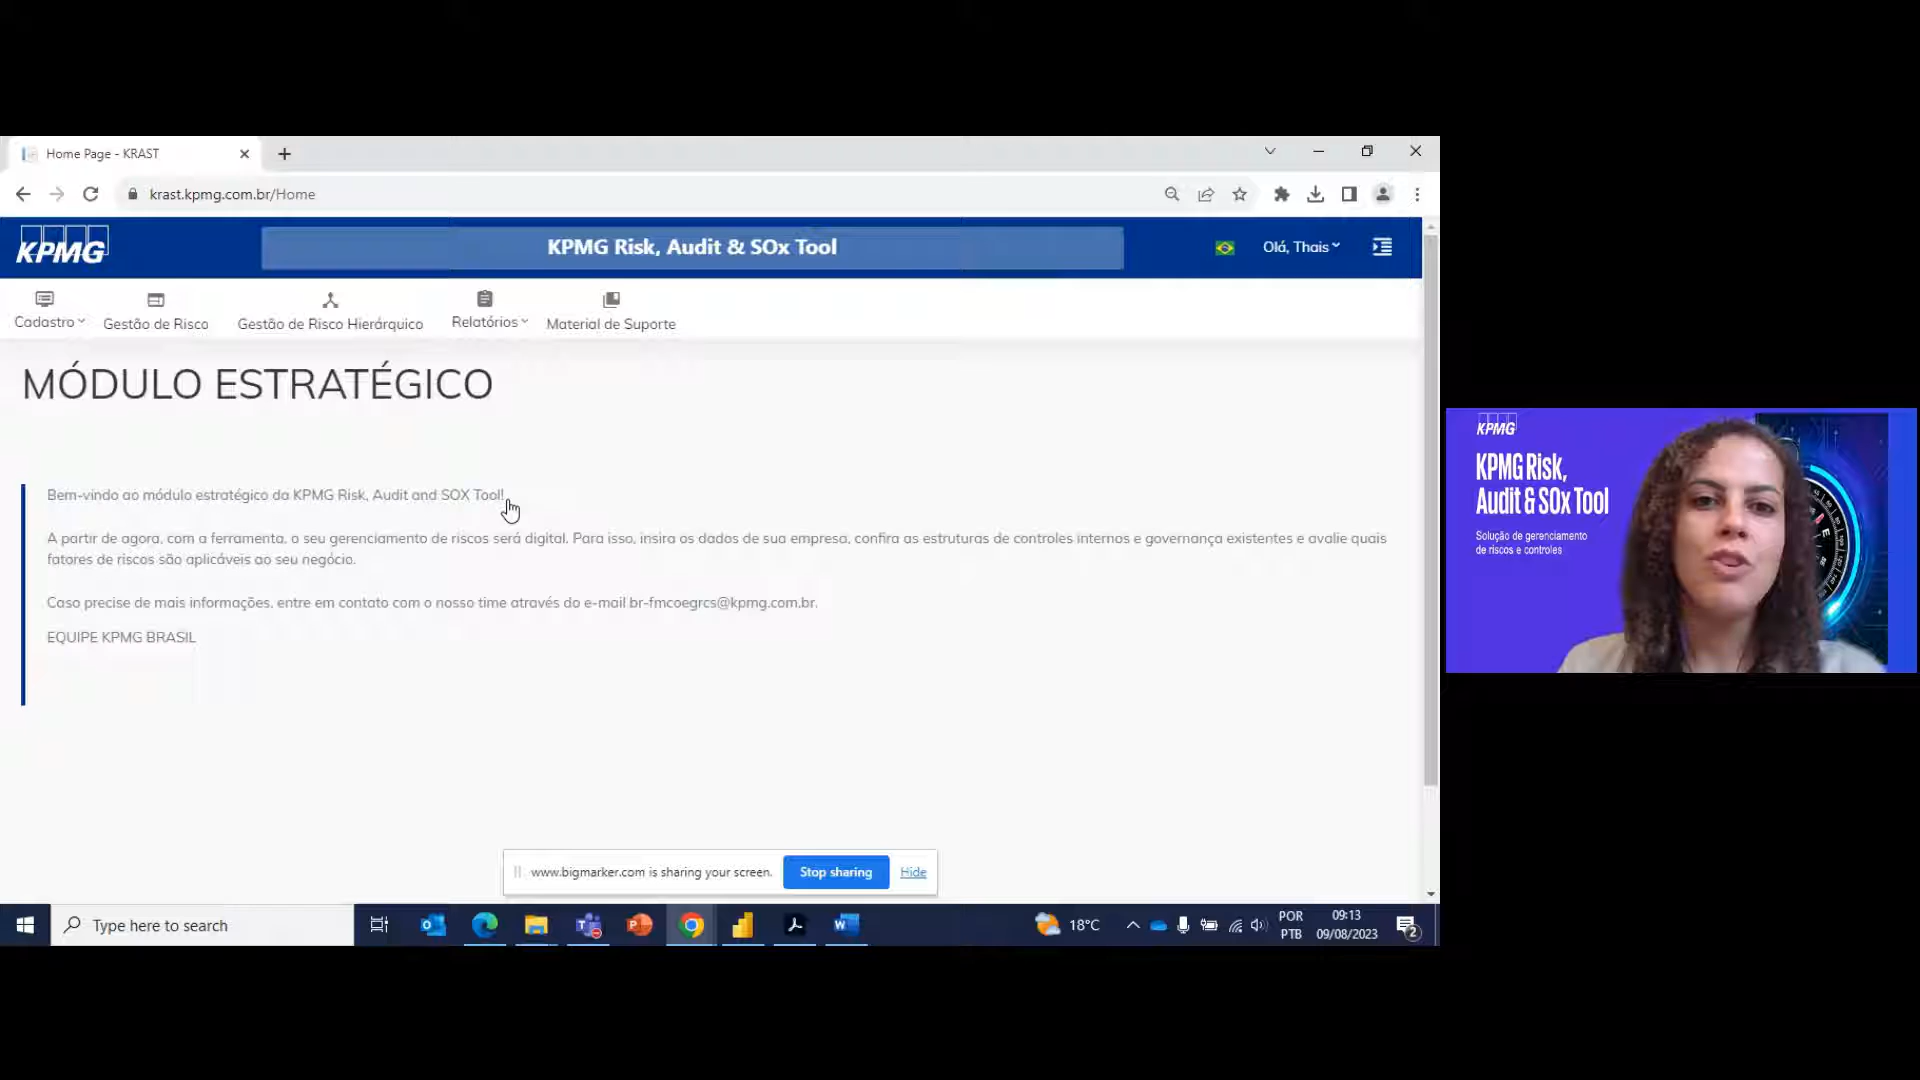 Home Page - KRAST
krast.kpmg.com.br/Home
KPMG
KPMG Risk, Audit & SOx Tool
Olá, Thais
Cadastro
Gestão de Risco
Gestão de Risco Hierárquico
Relatórios
Material de Suporte
MÓDULO ESTRATÉGICO
Bem-vindo ao módulo estratégico da KPMG Risk, Audit and SOX Tool!
A partir de agora, com a ferramenta, o seu gerenciamento de riscos será digital. Para isso, insira os dados de sua empresa, confira as estruturas de controles internos e governança existentes e avalie quais
fatores de riscos são aplicáveis ao seu negócio.
Caso precise de mais informações, entre em contato com o nosso time através do e-mail br-fmcoegrcs@kpmg.com.br.
EQUIPE KPMG BRASIL
www.bigmarker.com is sharing your screen.
Stop sharing
Hide
Type here to search
18°C
POR
PTB
09:13
09/08/2023
2
KPMG
KPMG Risk,
Audit & SOx Tool
Solução de gerenciamento
de riscos e controles